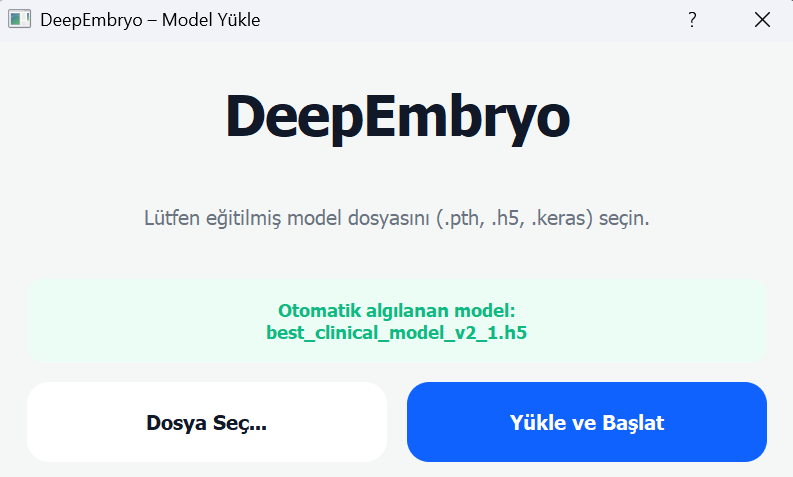 DeepEmbryo – Model Yükle
?
DeepEmbryo
Lütfen eğitilmiş model dosyasını (.pth, .h5, .keras) seçin.
Otomatik algılanan model:
best_clinical_model_v2_1.h5
Dosya Seç...
Yükle ve Başlat